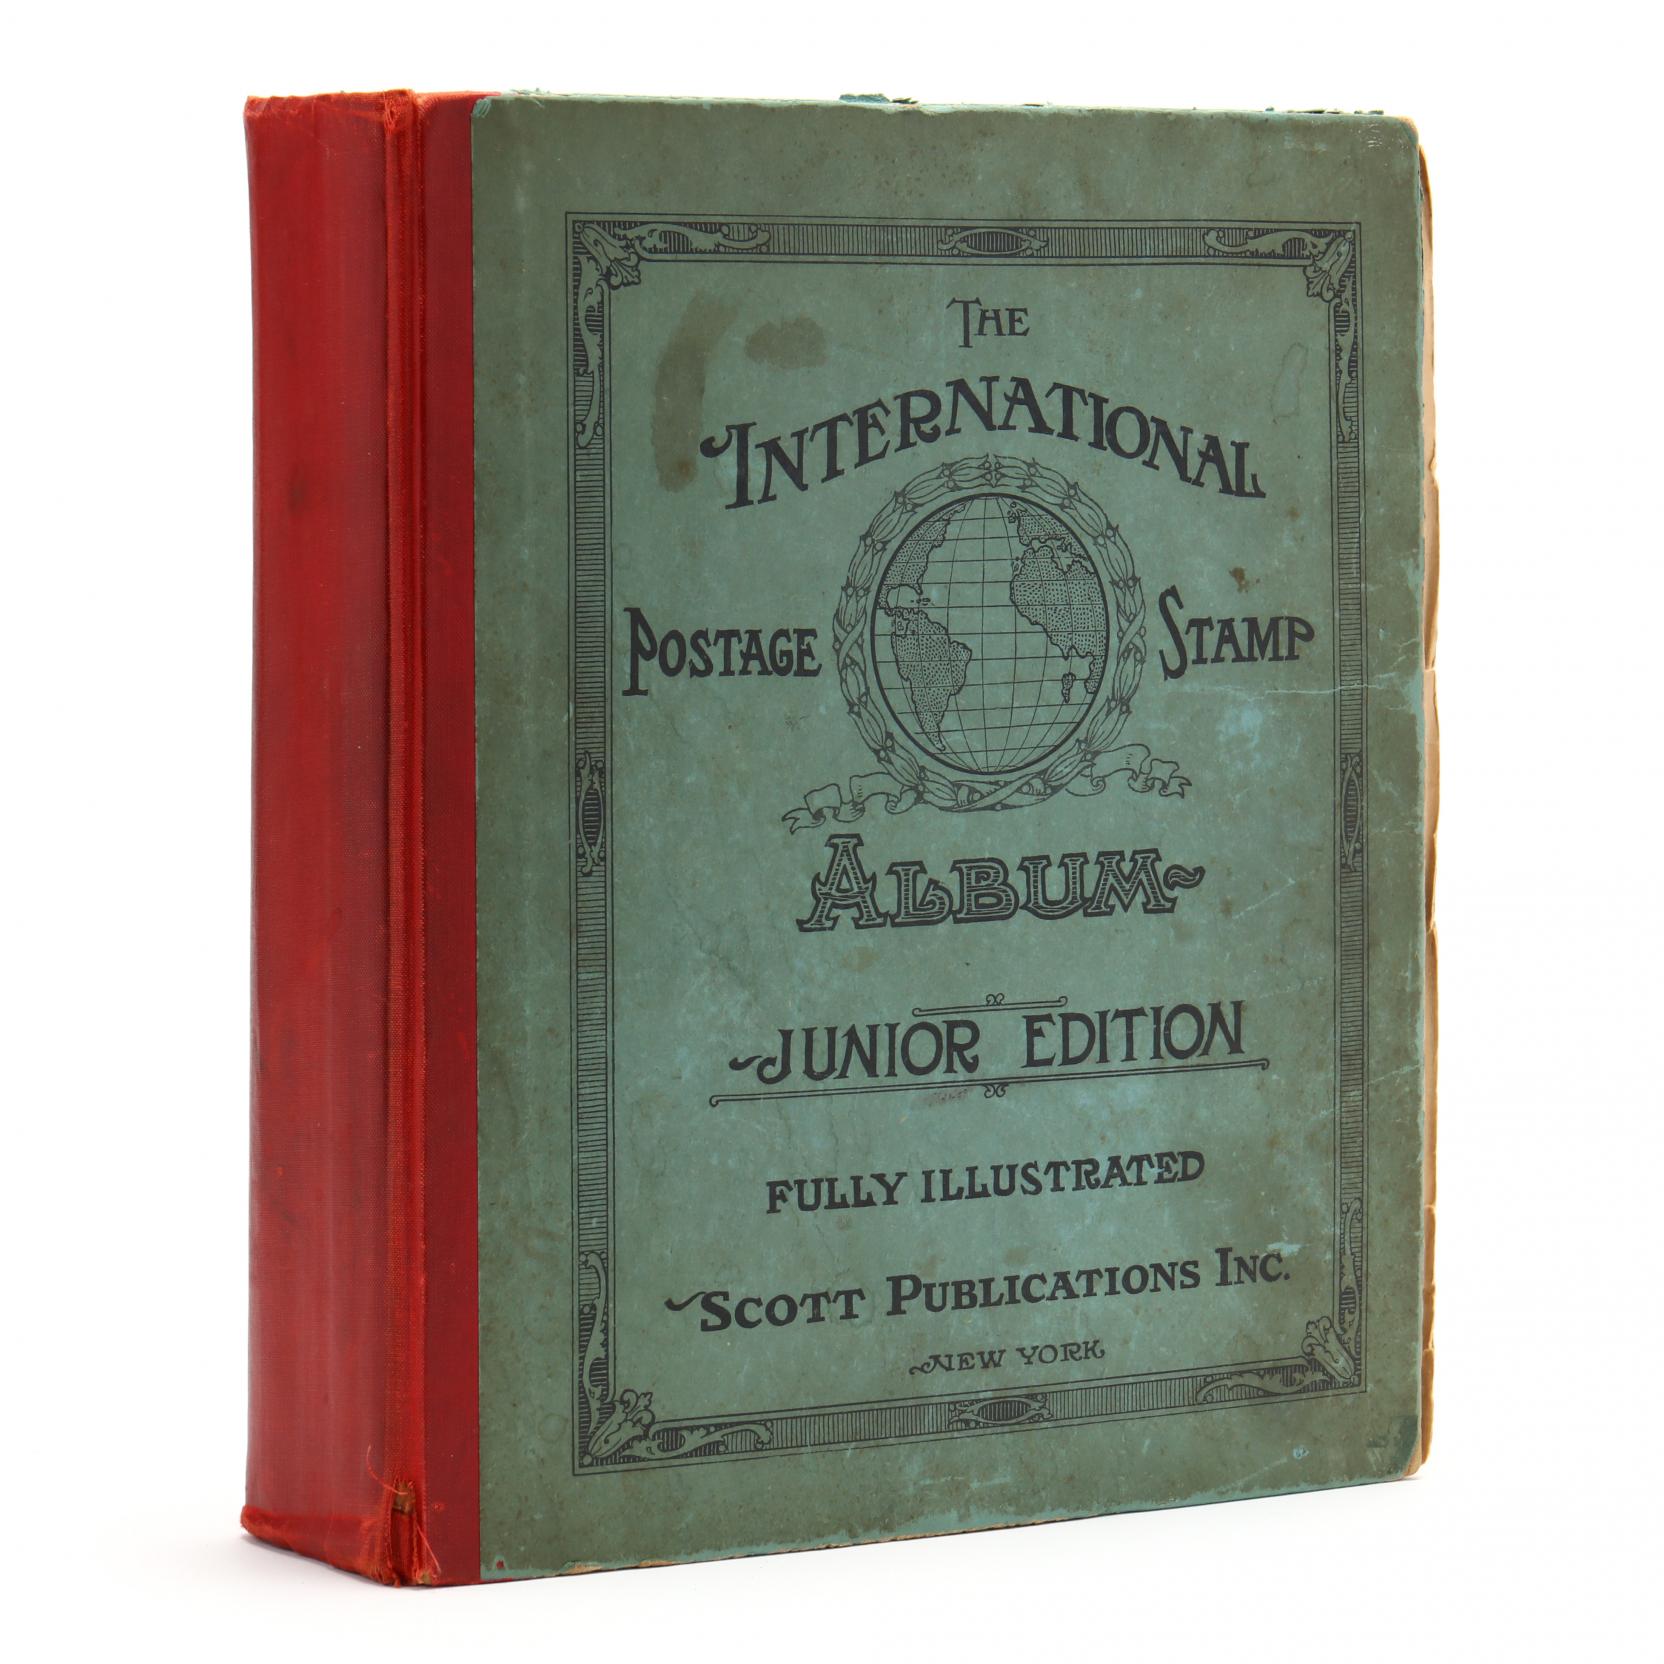 The
International
Postage Stamp
Album
Junior Edition
Fully Illustrated
Scott Publications Inc.
New York